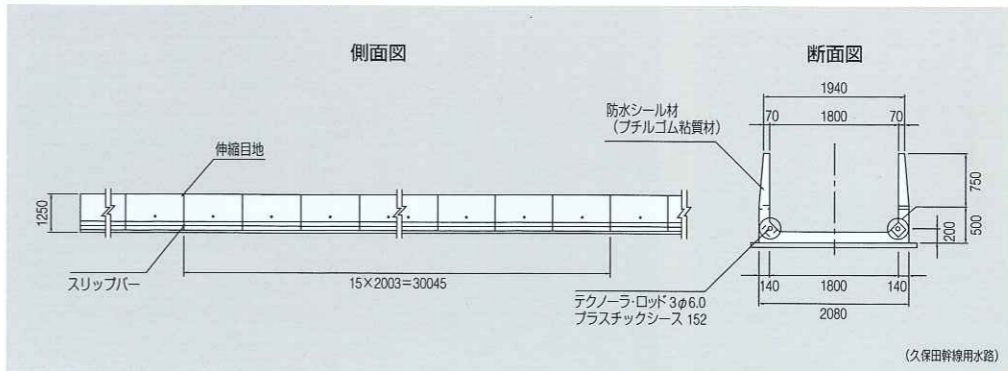 側面図
断面図
1940
70
1800
70
防水シール材
（ブチルゴム粘質材）
伸縮目地
1250
750
500
200
スリップバー
15×2003=30045
テクノーラ・ロッド3φ6.0
プラスチックシース 152
140
1800
140
2080
（久保田幹線用水路）